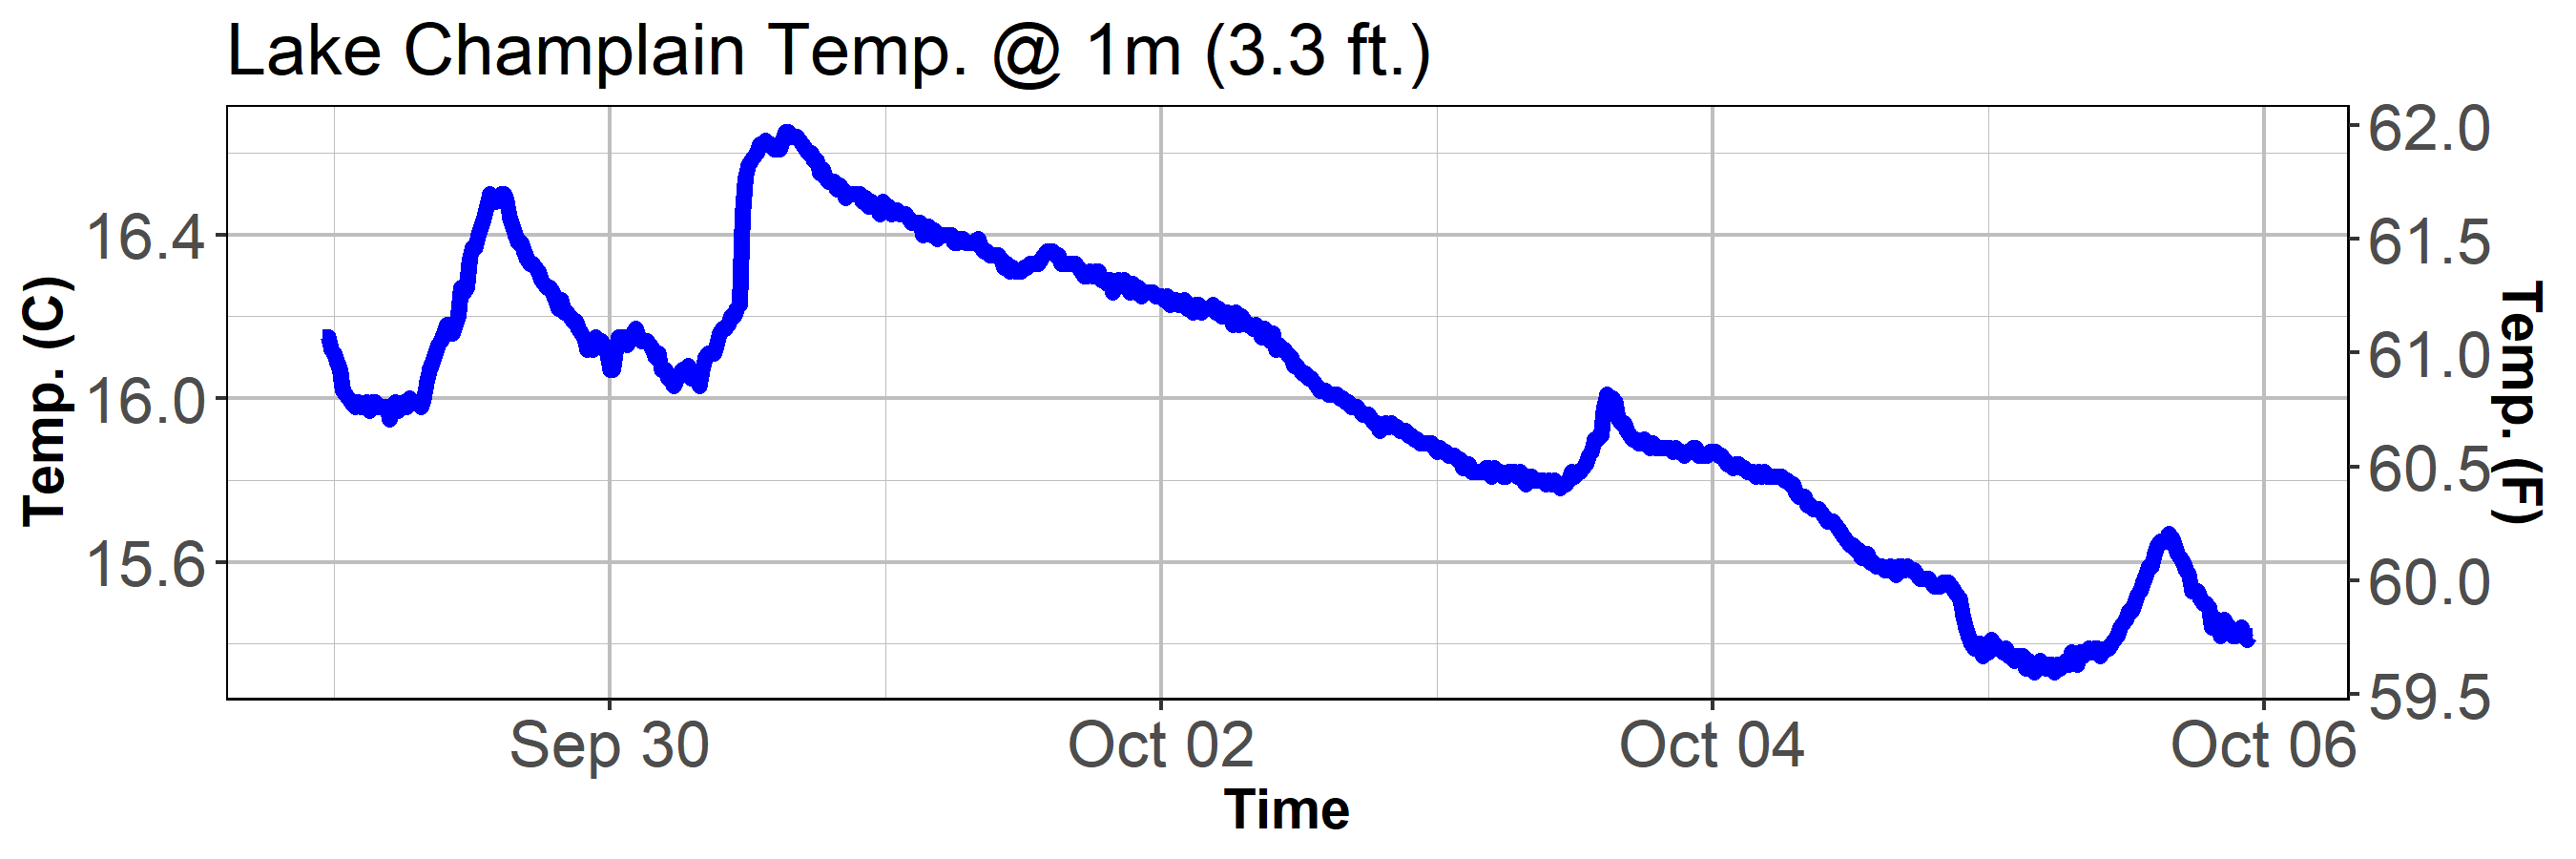 Lake Champlain Temp. @ 1m (3.3 ft.)
Temp. (C)
16.4
16.0
15.6
62.0
61.5
61.0
60.5
60.0
59.5
Temp. (F)
Sep 30
Oct 02
Oct 04
Oct 06
Time